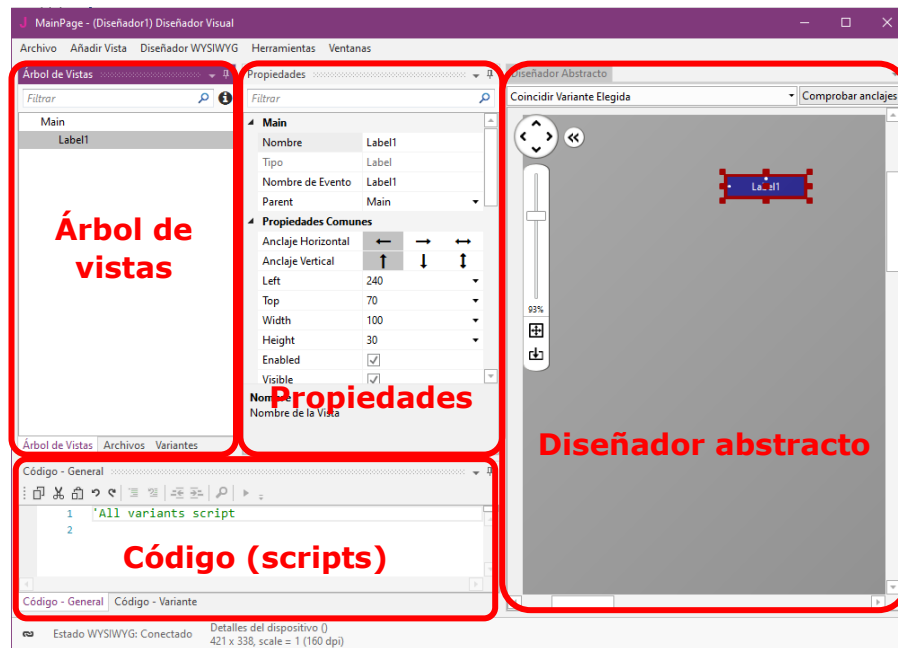 J MainPage - (Diseñador1) Diseñador Visual
Archivo Añadir Vista Diseñador WYSIWYG Herramientas Ventanas
Árbol de Vistas
Filtrar
Main
Label1
Árbol de
vistas
Árbol de Vistas Archivos Variantes
Propiedades
Filtrar
Main
Nombre Label1
Tipo Label
Nombre de Evento Label1
Parent Main
Propiedades Comunes
Anclaje Horizontal
Anclaje Vertical
Left 240
Top 70
Width 100
Height 30
Enabled
Visible
Propiedades
Nombre
Nombre de la Vista
Diseñador Abstracto
Coincidir Variante Elegida Comprobar anclajes
Label1
93%
Diseñador abstracto
Código - General
1 'All variants script
2
Código (scripts)
Código - General Código - Variante
Estado WYSIWYG: Conectado
Detalles del dispositivo ()
421 x 338, scale = 1 (160 dpi)